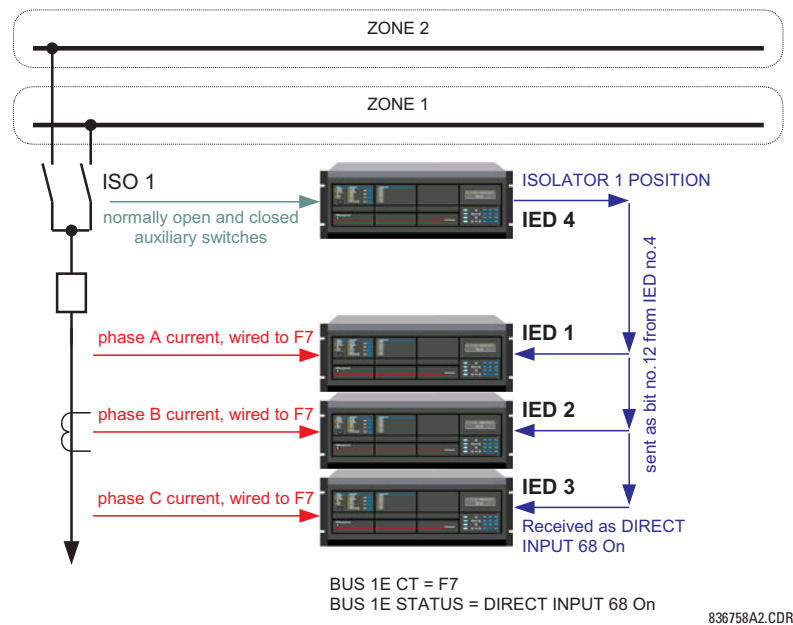 ZONE 2
ZONE 1
ISO 1
normally open and closed
auxiliary switches
ISOLATOR 1 POSITION
IED 4
sent as bit no.12 from IED no.4
phase A current, wired to F7
IED 1
phase B current, wired to F7
IED 2
phase C current, wired to F7
IED 3
Received as DIRECT
INPUT 68 On
BUS 1E CT = F7
BUS 1E STATUS = DIRECT INPUT 68 On
836758A2.CDR